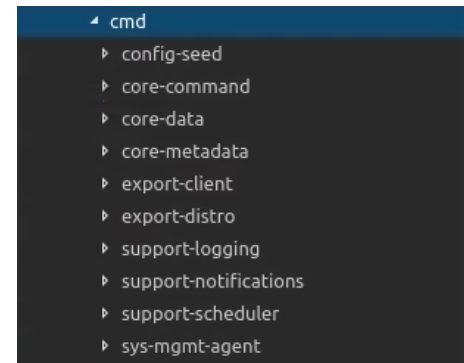 cmd
config-seed
core-command
core-data
core-metadata
export-client
export-distro
support-logging
support-notifications
support-scheduler
sys-mgmt-agent